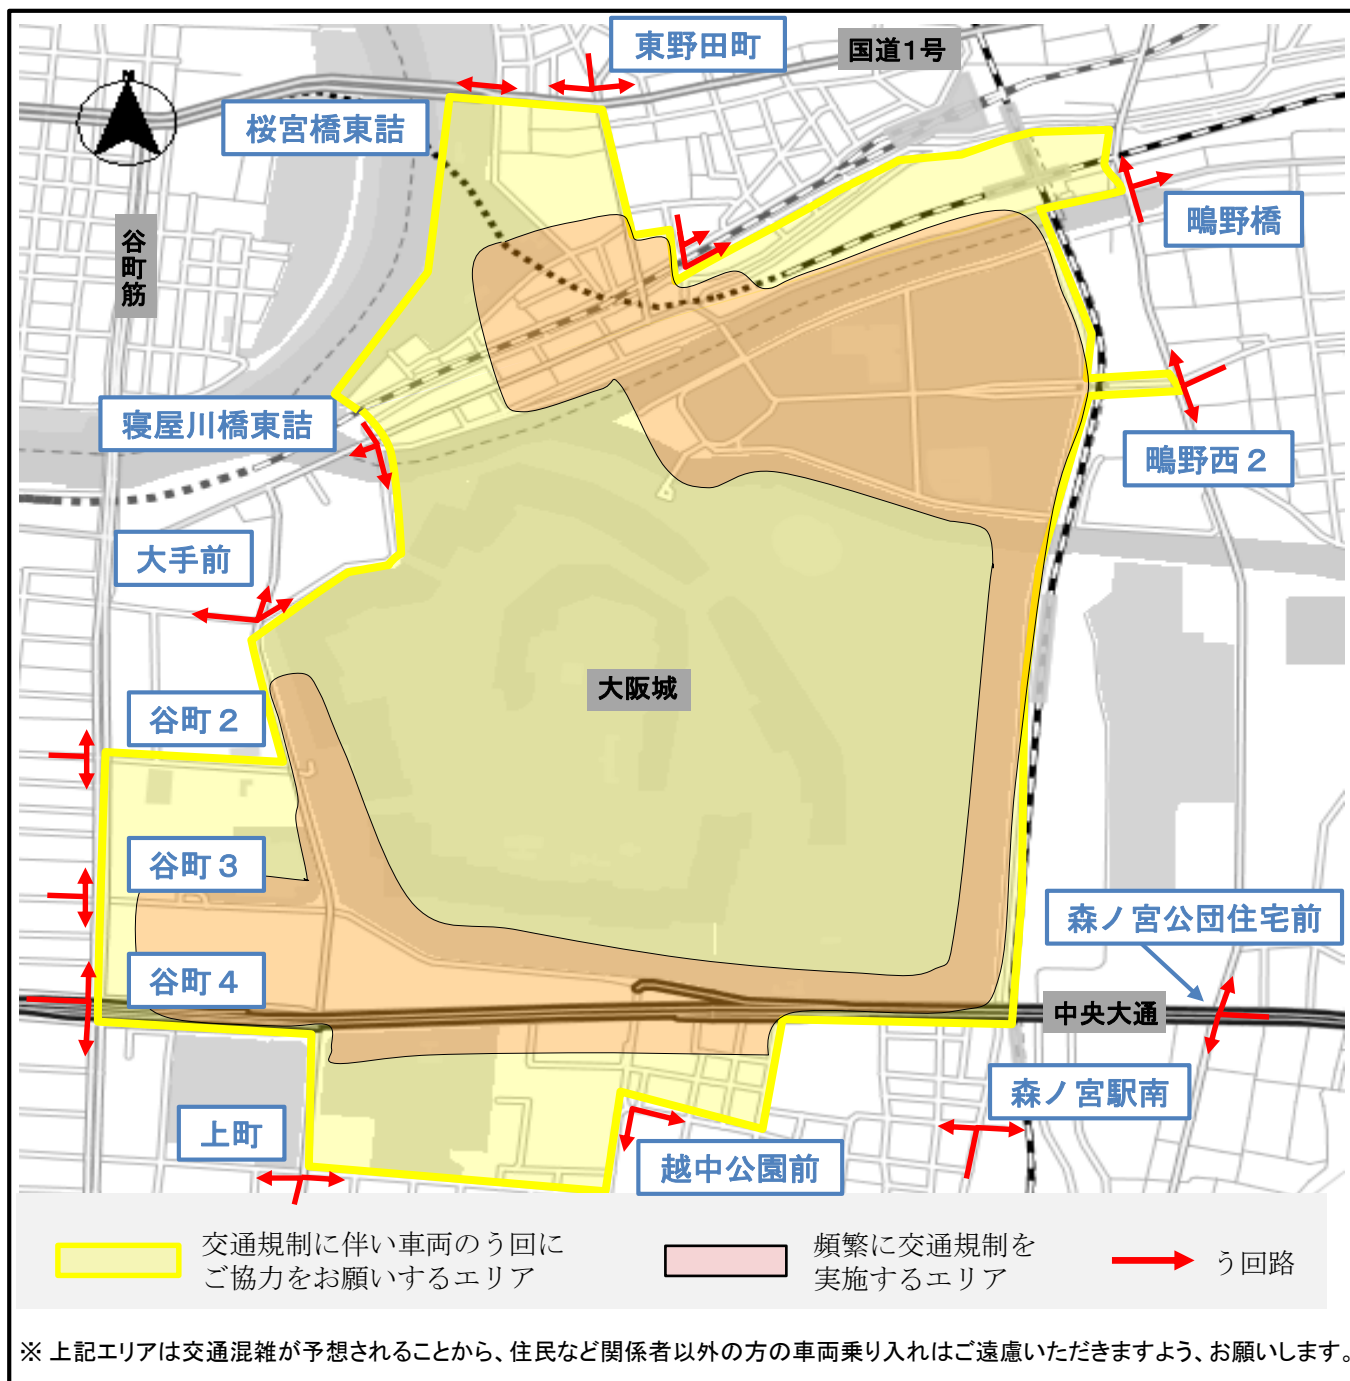 東野田町
国道1号
N
桜宮橋東詰
谷町筋
鴫野橋
寝屋川橋東詰
鴫野西2
大手前
大阪城
谷町2
谷町3
森ノ宮公団住宅前
谷町4
中央大通
森ノ宮駅南
上町
越中公園前
交通規制に伴い車両のう回に
ご協力をお願いするエリア
頻繁に交通規制を
実施するエリア
う回路
※ 上記エリアは交通混雑が予想されることから、住民など関係者以外の方の車両乗り入れはご遠慮いただきますよう、お願いします。